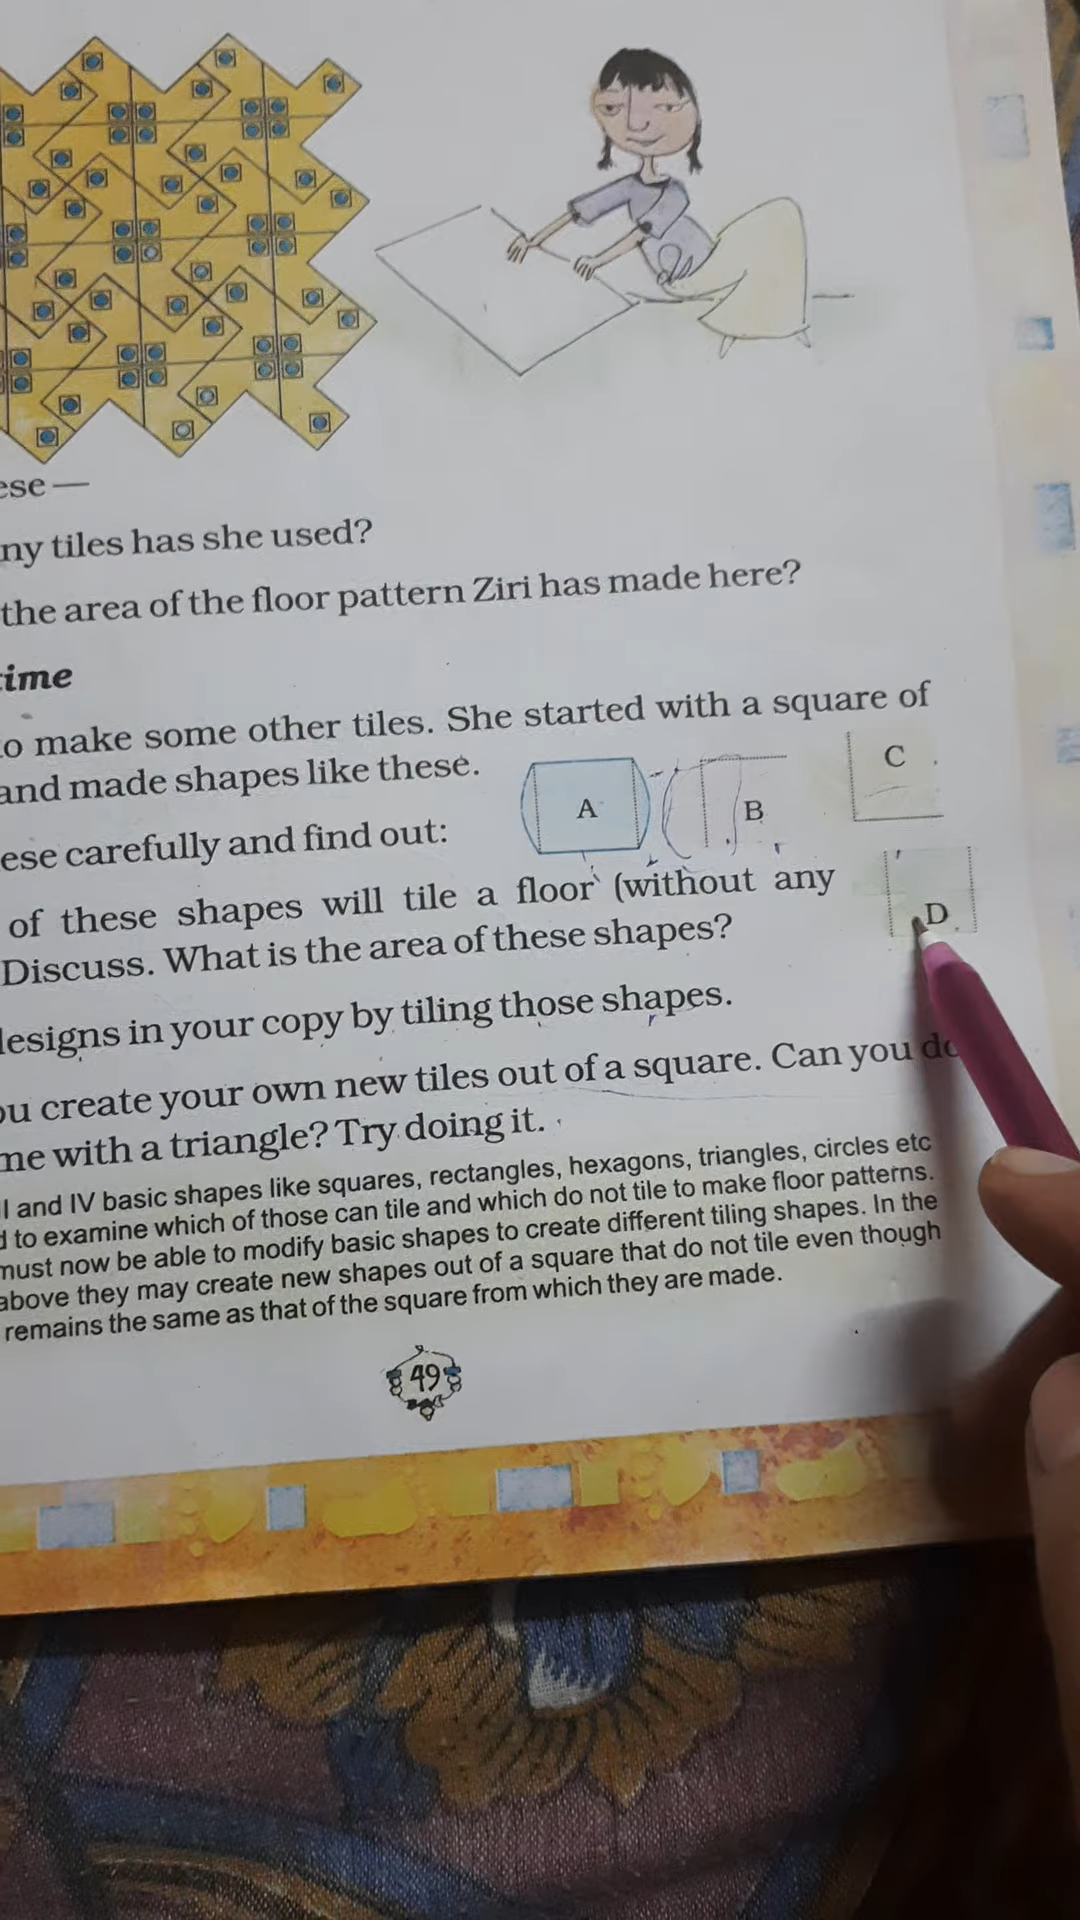 ese —
ny tiles has she used?
the area of the floor pattern Ziri has made here?
time
o make some other tiles. She started with a square of
and made shapes like these.
A
B
C
ese carefully and find out:
of these shapes will tile a floor (without any
D
Discuss. What is the area of these shapes?
esigns in your copy by tiling those shapes.
ou create your own new tiles out of a square. Can you do
me with a triangle? Try doing it.
I and IV basic shapes like squares, rectangles, hexagons, triangles, circles etc
d to examine which of those can tile and which do not tile to make floor patterns.
must now be able to modify basic shapes to create different tiling shapes. In the
above they may create new shapes out of a square that do not tile even though
remains the same as that of the square from which they are made.
49